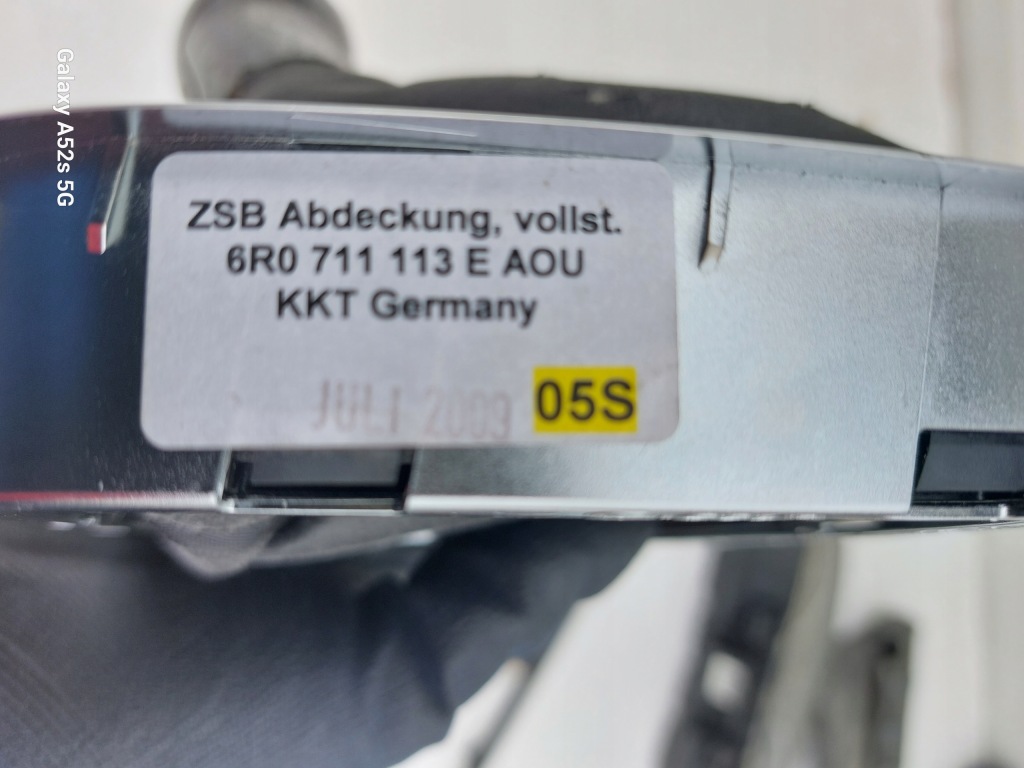 ZSB Abdeckung, vollst.
6R0 711 113 E AOU
KKT Germany
JULI 2009
05S
Galaxy A52s 5G